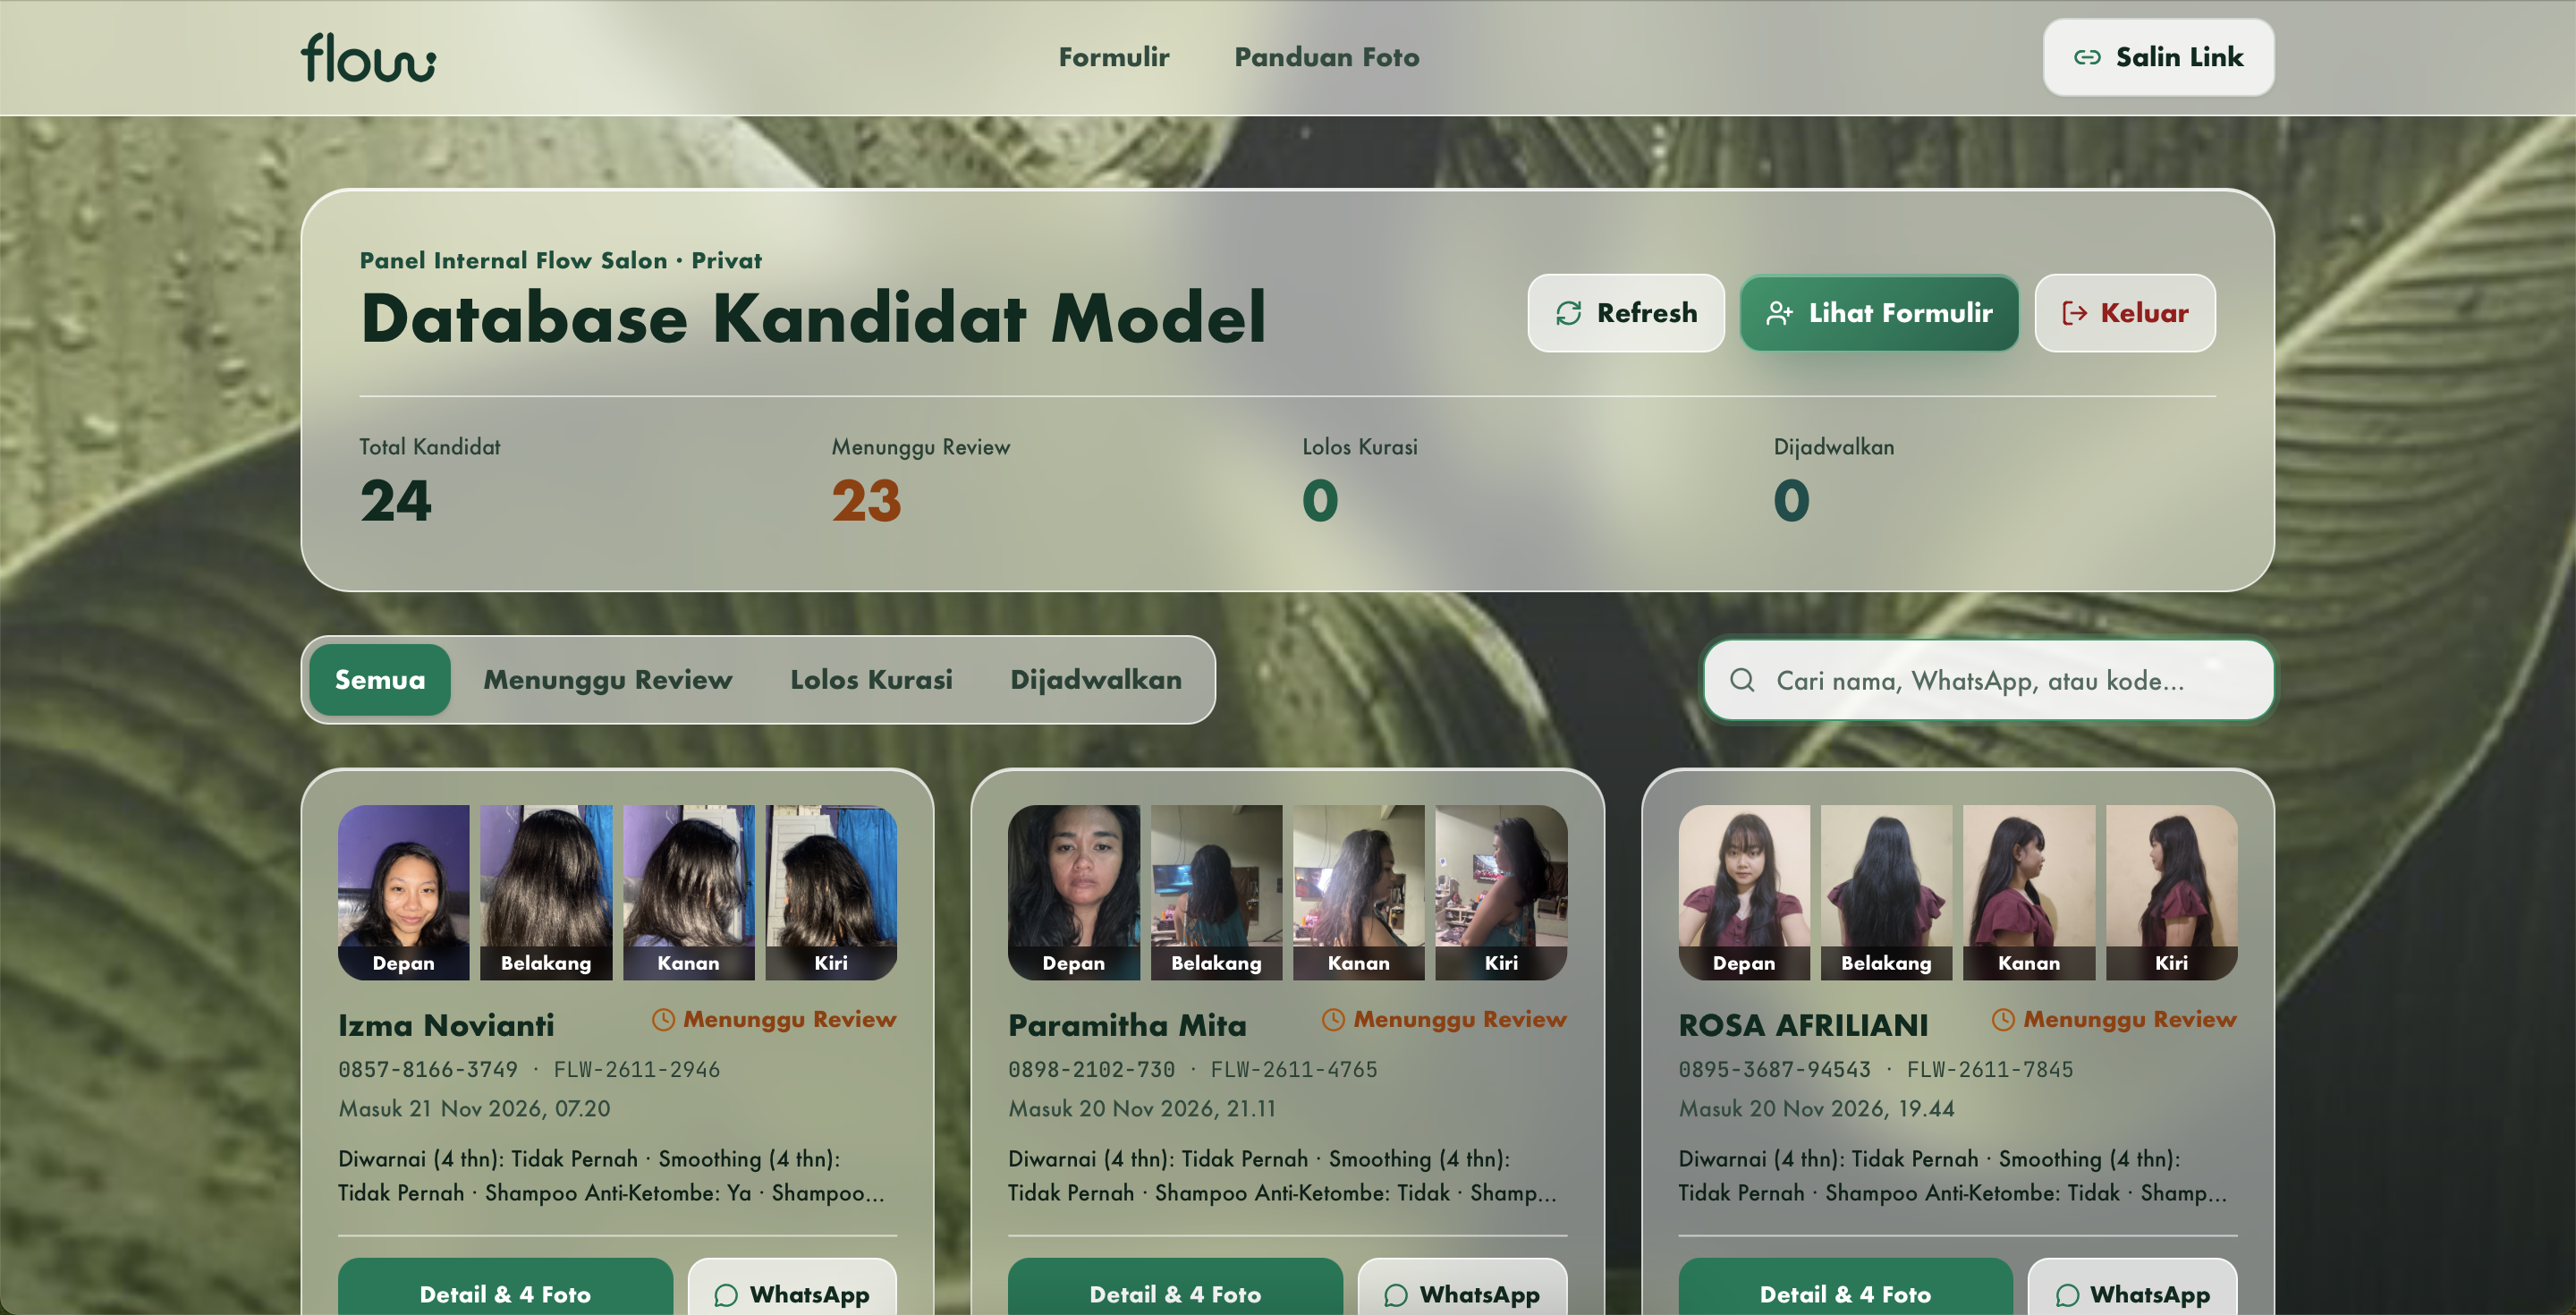 flow
Formulir
Panduan Foto
Salin Link
Panel Internal Flow Salon · Privat
Database Kandidat Model
Refresh
Lihat Formulir
Keluar
Total Kandidat
24
Menunggu Review
23
Lolos Kurasi
0
Dijadwalkan
0
Semua
Menunggu Review
Lolos Kurasi
Dijadwalkan
Cari nama, WhatsApp, atau kode...
Depan
Belakang
Kanan
Kiri
Izma Novianti
Menunggu Review
0857-8166-3749 · FLW-2611-2946
Masuk 21 Nov 2026, 07.20
Diwarnai (4 thn): Tidak Pernah · Smoothing (4 thn):
Tidak Pernah · Shampoo Anti-Ketombe: Ya · Shampoo...
Detail & 4 Foto
WhatsApp
Depan
Belakang
Kanan
Kiri
Paramitha Mita
Menunggu Review
0898-2102-730 · FLW-2611-4765
Masuk 20 Nov 2026, 21.11
Diwarnai (4 thn): Tidak Pernah · Smoothing (4 thn):
Tidak Pernah · Shampoo Anti-Ketombe: Tidak · Shamp...
Detail & 4 Foto
WhatsApp
Depan
Belakang
Kanan
Kiri
ROSA AFRILIANI
Menunggu Review
0895-3687-94543 · FLW-2611-7845
Masuk 20 Nov 2026, 19.44
Diwarnai (4 thn): Tidak Pernah · Smoothing (4 thn):
Tidak Pernah · Shampoo Anti-Ketombe: Tidak · Shamp...
Detail & 4 Foto
WhatsApp